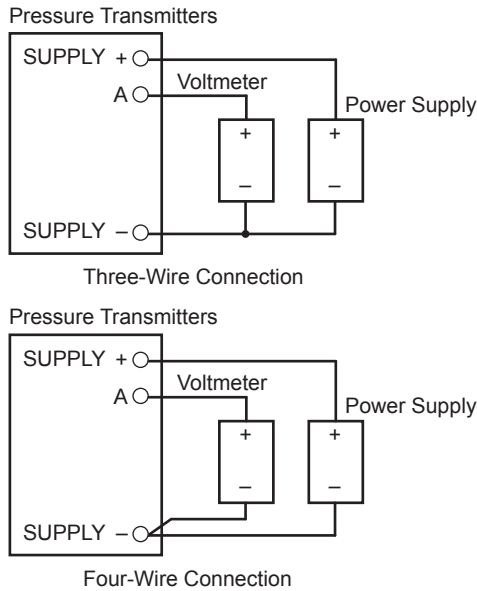 Pressure Transmitters
SUPPLY +
Voltmeter
A
Power Supply
+
+
–
–
SUPPLY –
Three-Wire Connection
Pressure Transmitters
SUPPLY +
Voltmeter
A
Power Supply
+
+
–
–
SUPPLY –
Four-Wire Connection